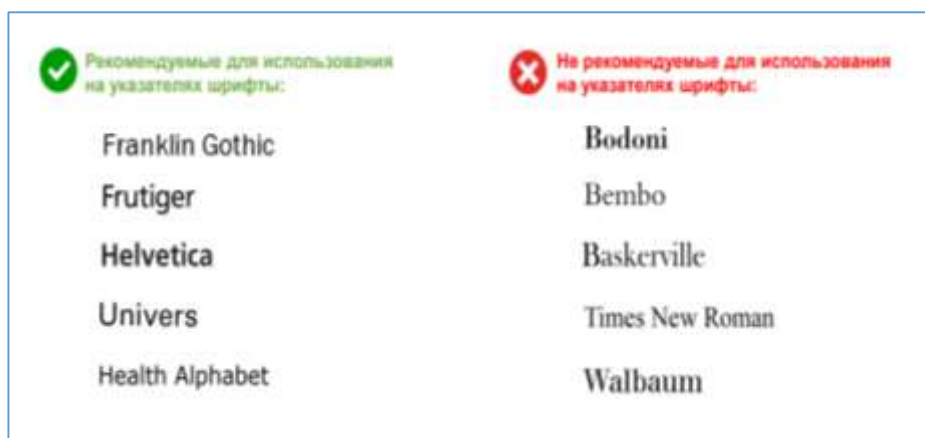 Рекомендуемые для использования
на указателях шрифты:
Franklin Gothic
Frutiger
Helvetica
Univers
Health Alphabet
Не рекомендуемые для использования
на указателях шрифты:
Bodoni
Bembo
Baskerville
Times New Roman
Walbaum